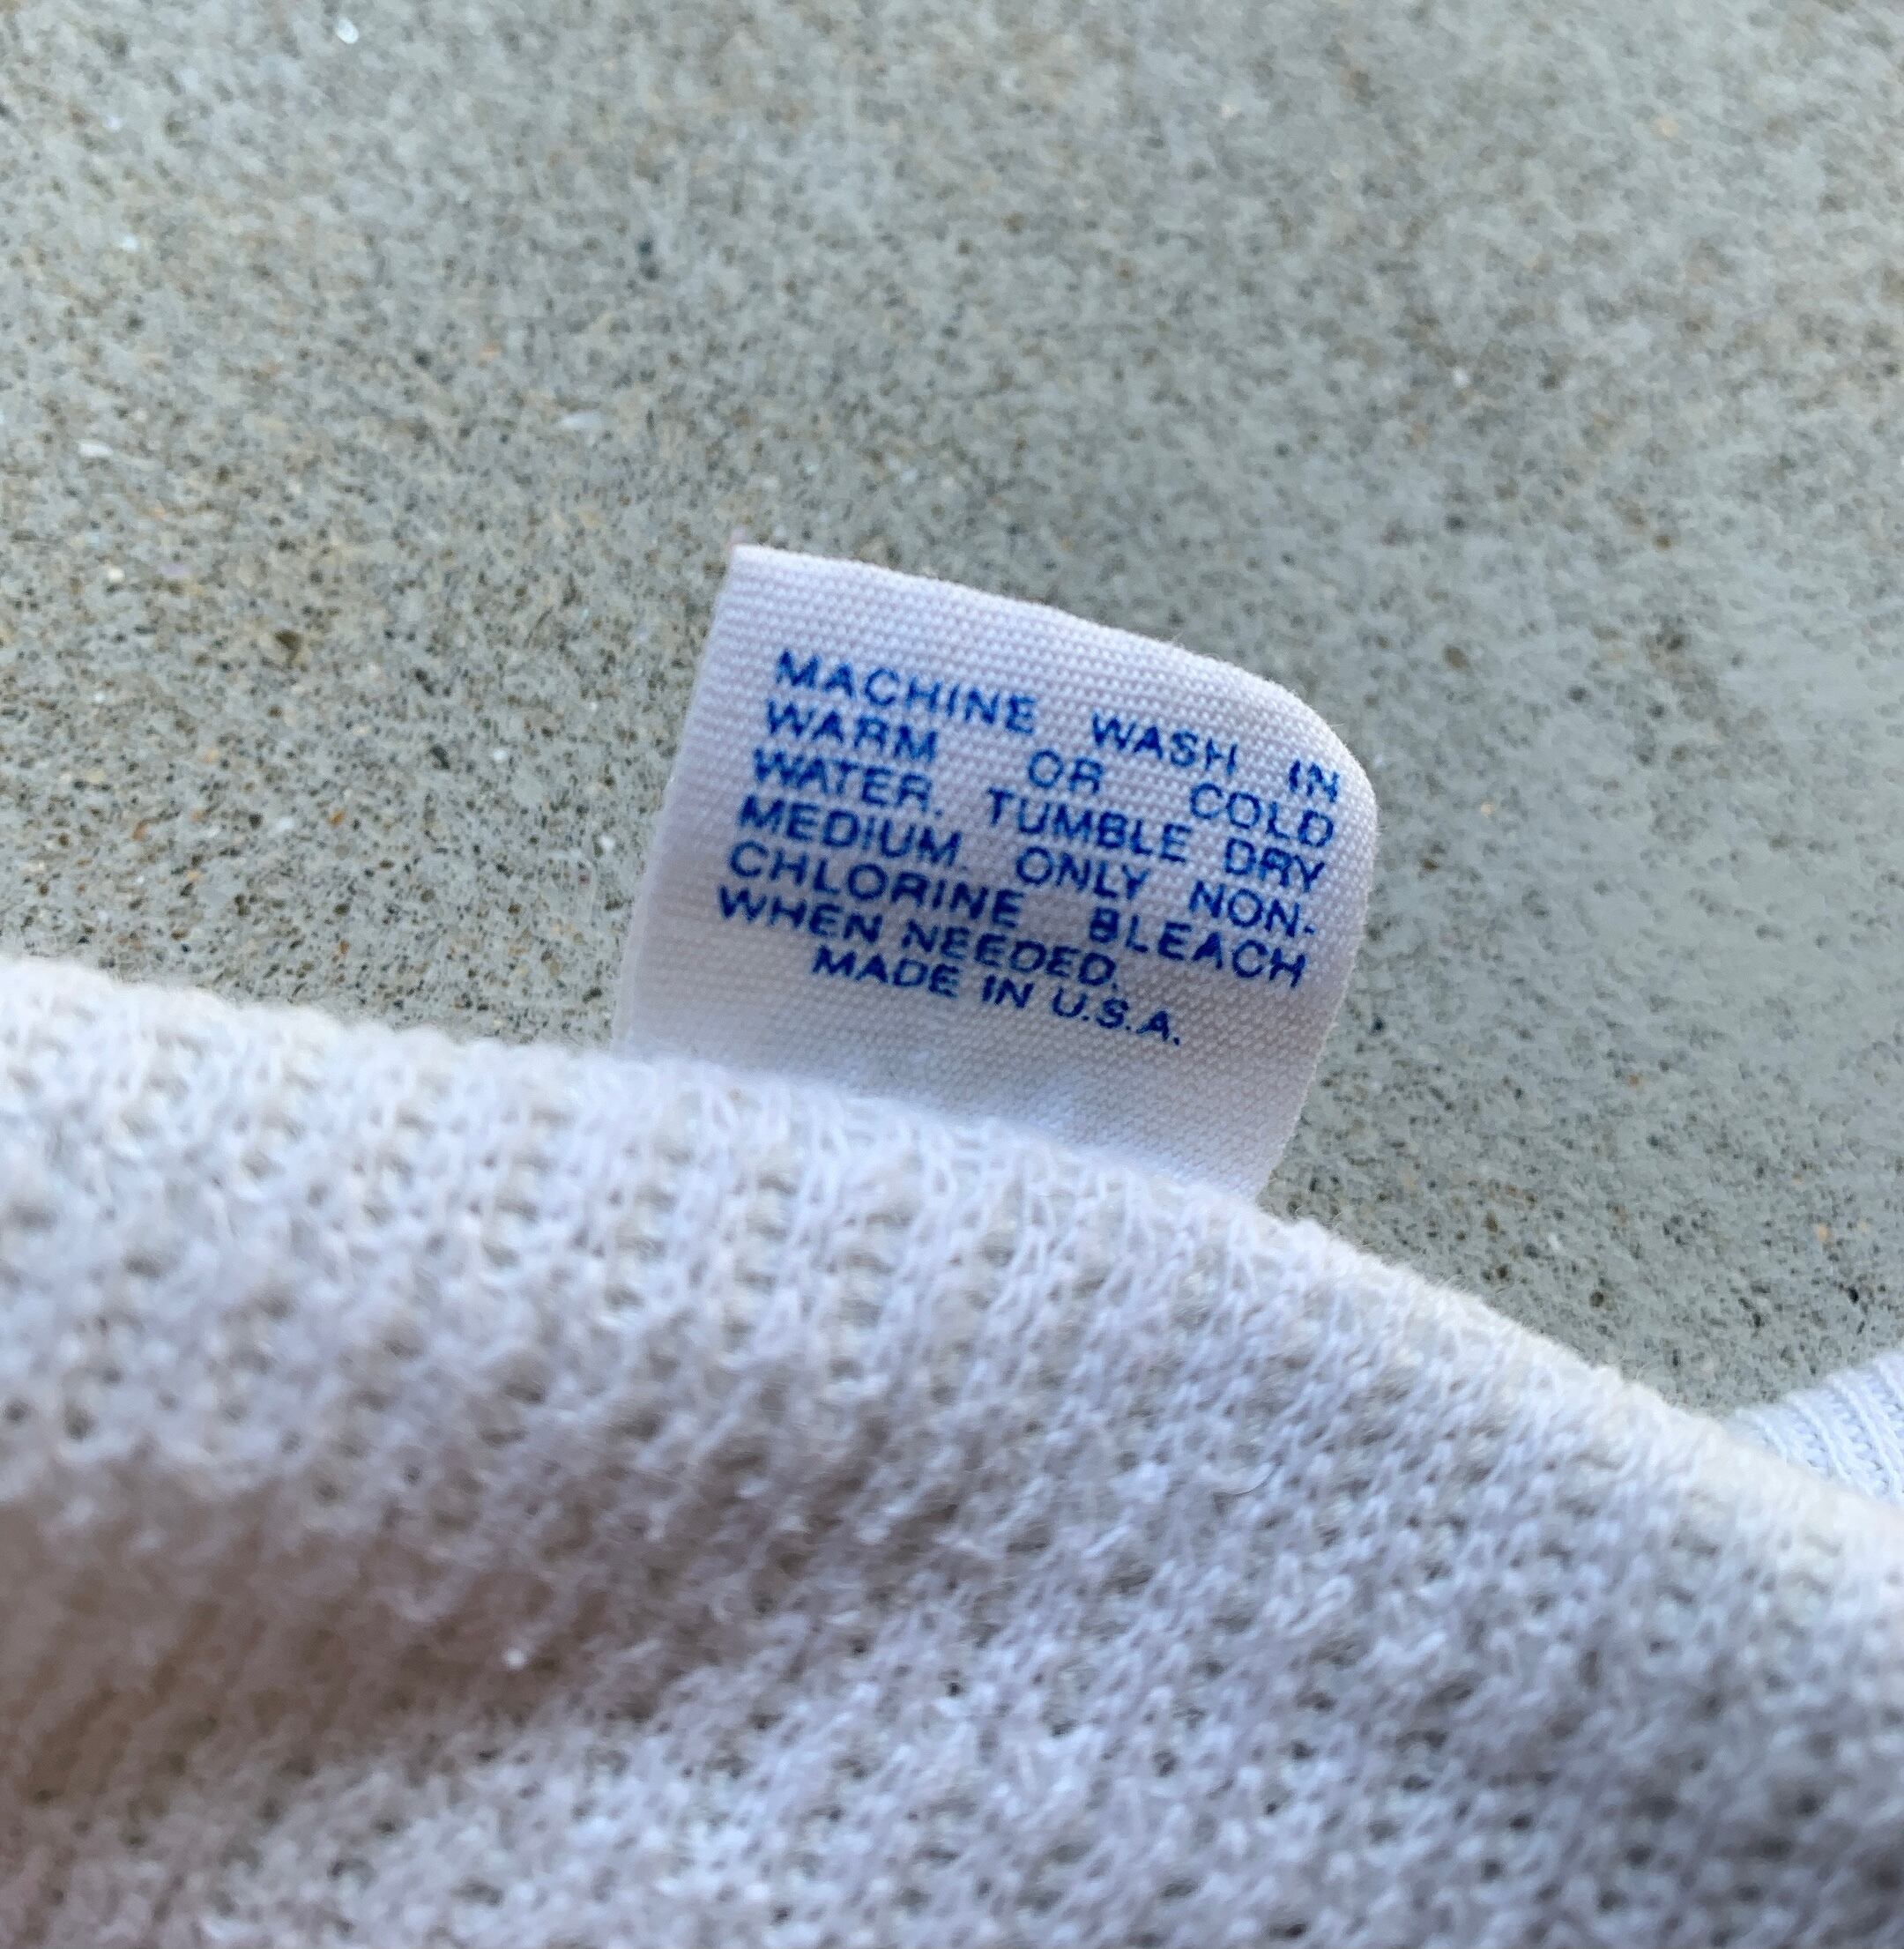 MACHINE WASH IN
WARM OR COLD
WATER. TUMBLE DRY
MEDIUM. ONLY NON-
CHLORINE BLEACH
WHEN NEEDED.
MADE IN U.S.A.